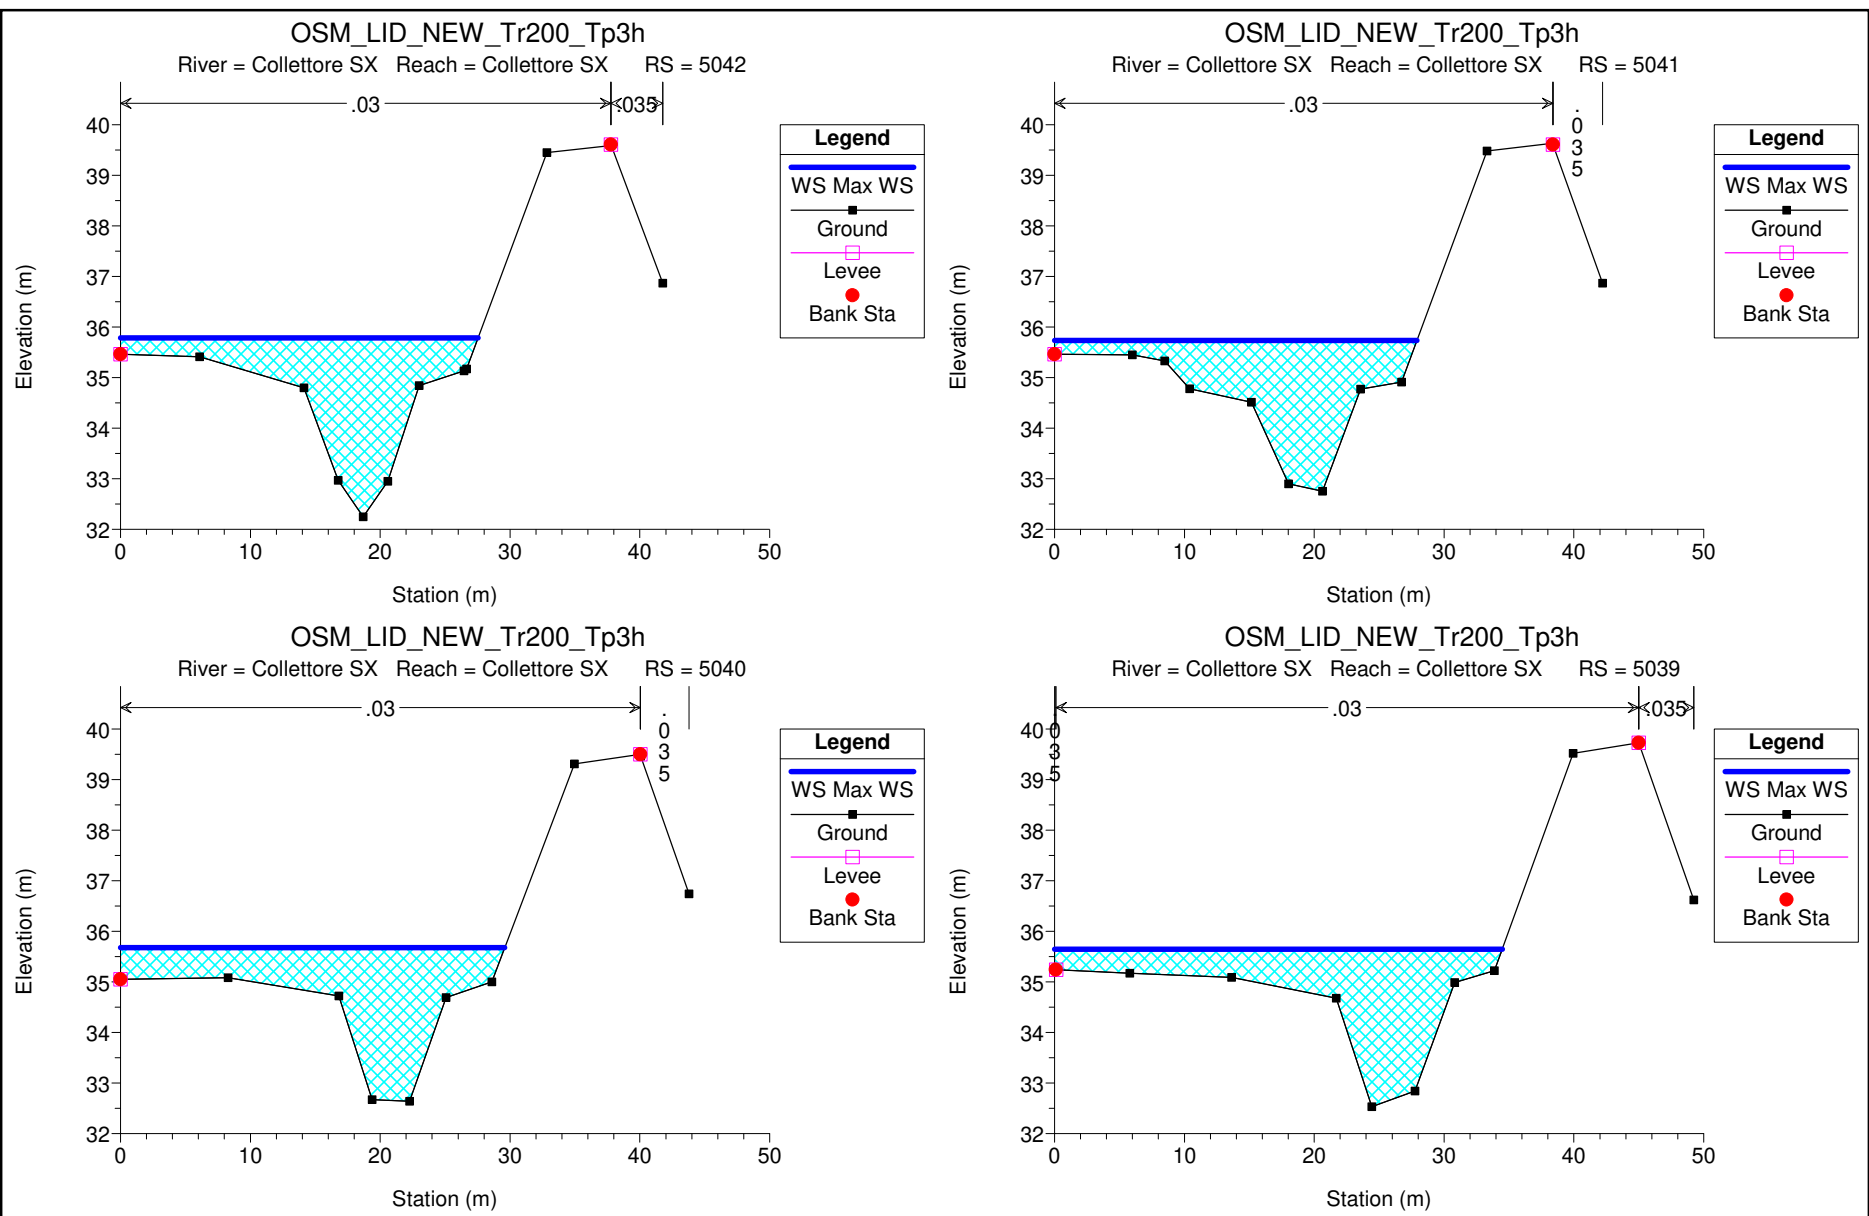 OSM_LID_NEW_Tr200_Tp3h
River = Collettore SX Reach = Collettore SX RS = 5042
.03
.035
40
39
38
37
36
35
34
33
32
0 10 20 30 40 50
Elevation (m)
Station (m)
Legend
WS Max WS
Ground
Levee
Bank Sta
OSM_LID_NEW_Tr200_Tp3h
River = Collettore SX Reach = Collettore SX RS = 5041
.03
.035
40
39
38
37
36
35
34
33
32
0 10 20 30 40 50
Elevation (m)
Station (m)
Legend
WS Max WS
Ground
Levee
Bank Sta
OSM_LID_NEW_Tr200_Tp3h
River = Collettore SX Reach = Collettore SX RS = 5040
.03
.035
40
39
38
37
36
35
34
33
32
0 10 20 30 40 50
Elevation (m)
Station (m)
Legend
WS Max WS
Ground
Levee
Bank Sta
OSM_LID_NEW_Tr200_Tp3h
River = Collettore SX Reach = Collettore SX RS = 5039
.035
.03
.035
40
39
38
37
36
35
34
33
32
0 10 20 30 40 50
Elevation (m)
Station (m)
Legend
WS Max WS
Ground
Levee
Bank Sta